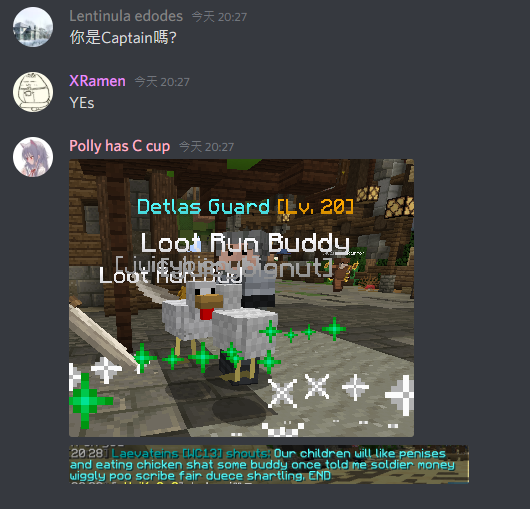 Lentinula edodes 今天 20:27
你是Captain嗎?
XRamen 今天 20:27
YEs
Polly has C cup 今天 20:27
Detlas Guard [Lv. 20]
Loot Run Buddy
Loot Run Bud
20:28 Laevateins [WC13] shouts: Our children will like penises
and eating chicken shat some buddy once told me soldier money
wiggly poo scribe fair duece shartling. END